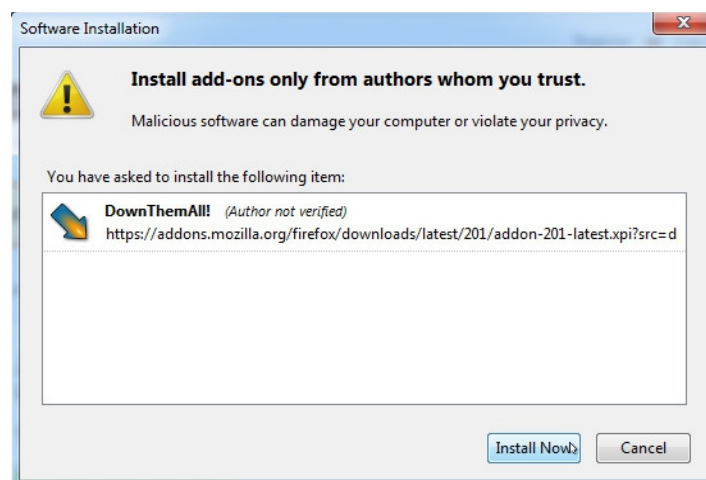 Software Installation
Install add-ons only from authors whom you trust.
Malicious software can damage your computer or violate your privacy.
You have asked to install the following item:
DownThemAll! (Author not verified)
https://addons.mozilla.org/firefox/downloads/latest/201/addon-201-latest.xpi?src=d
Install Now Cancel